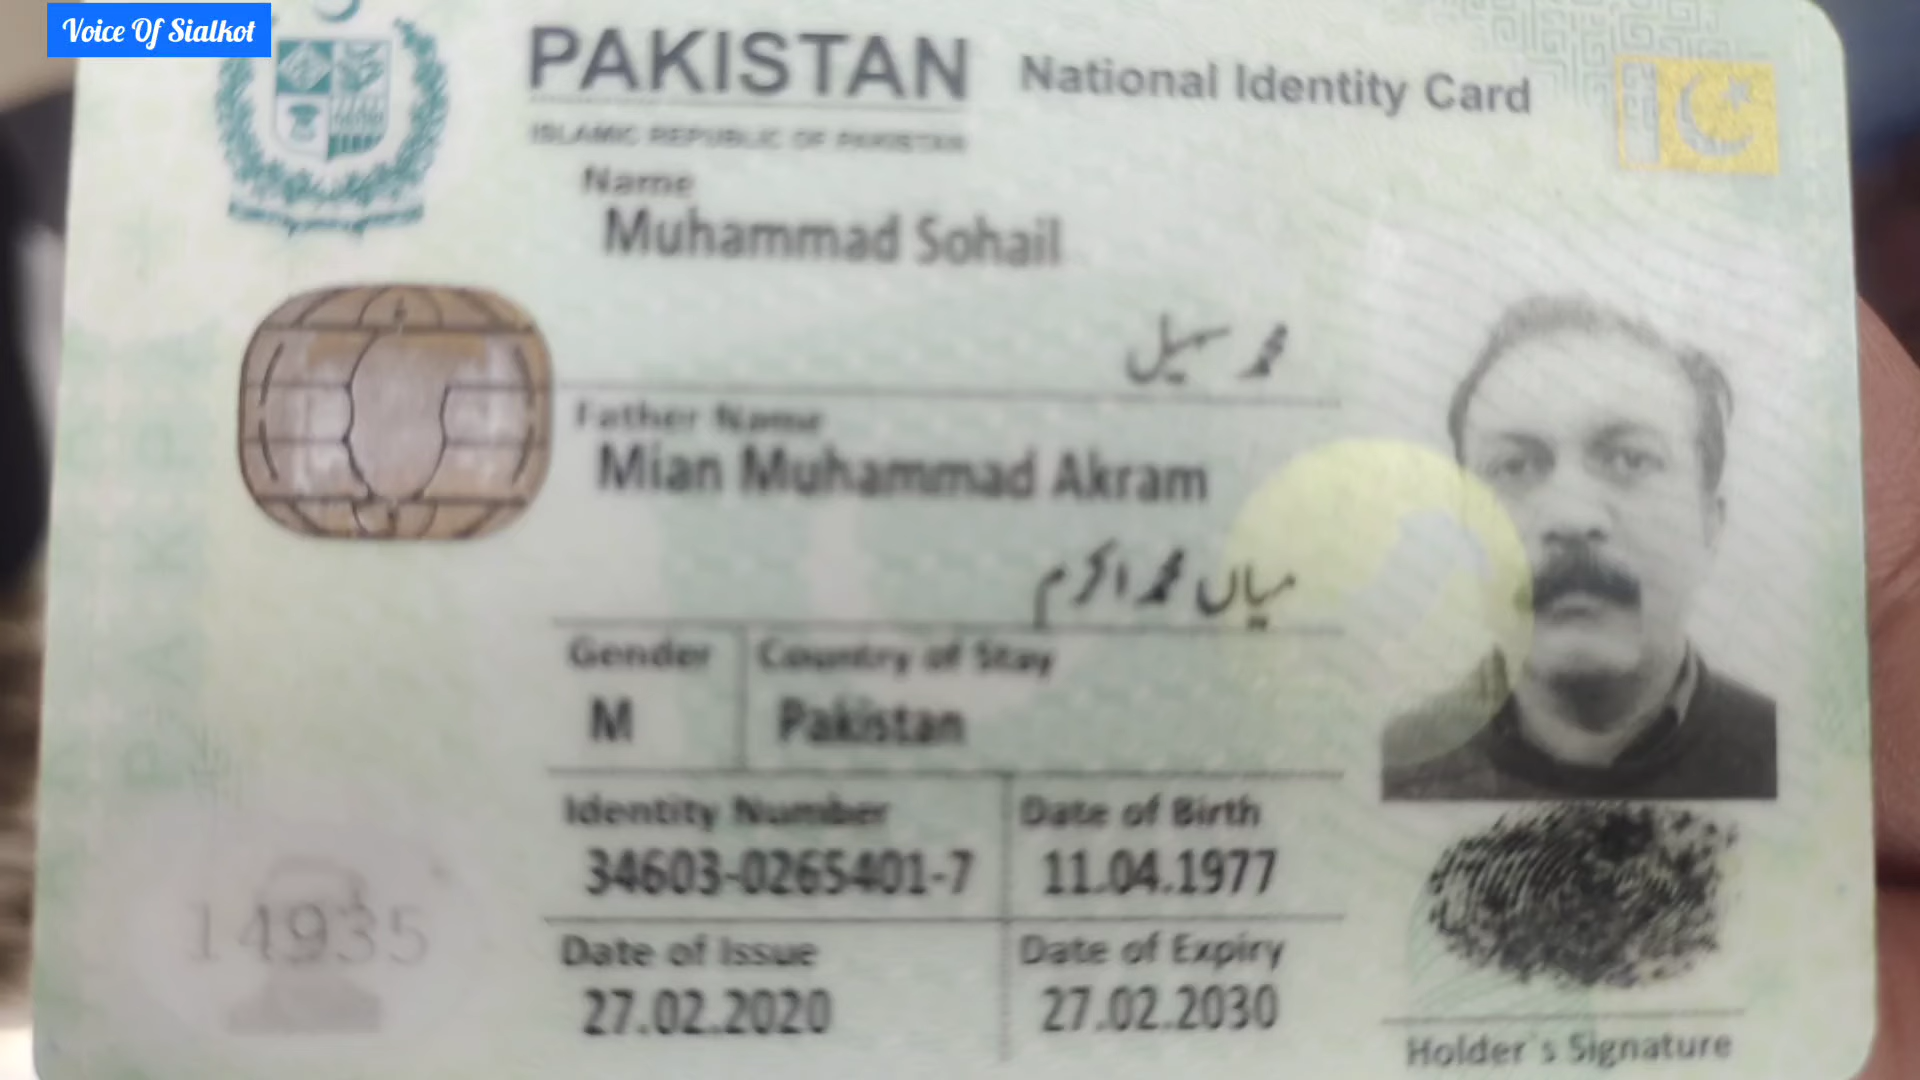 Voice Of Sialkot
PAKISTAN National Identity Card
ISLAMIC REPUBLIC OF PAKISTAN
Name
Muhammad Sohail
محمد سہیل
Father Name
Mian Muhammad Akram
میاں محمد اکرم
Gender Country of Stay
M Pakistan
Identity Number Date of Birth
34603-0265401-7 11.04.1977
Date of Issue Date of Expiry
27.02.2020 27.02.2030
14935
Holder's Signature